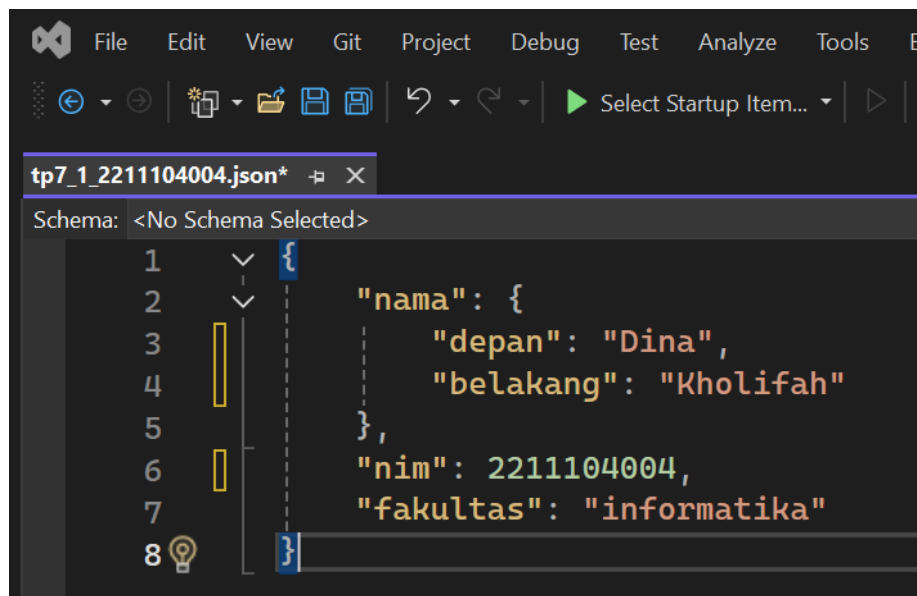 File Edit View Git Project Debug Test Analyze Tools
Select Startup Item...
tp7_1_2211104004.json*
Schema: <No Schema Selected>
1 {
2 "nama": {
3 "depan": "Dina",
4 "belakang": "Kholifah"
5 },
6 "nim": 2211104004,
7 "fakultas": "informatika"
8 }